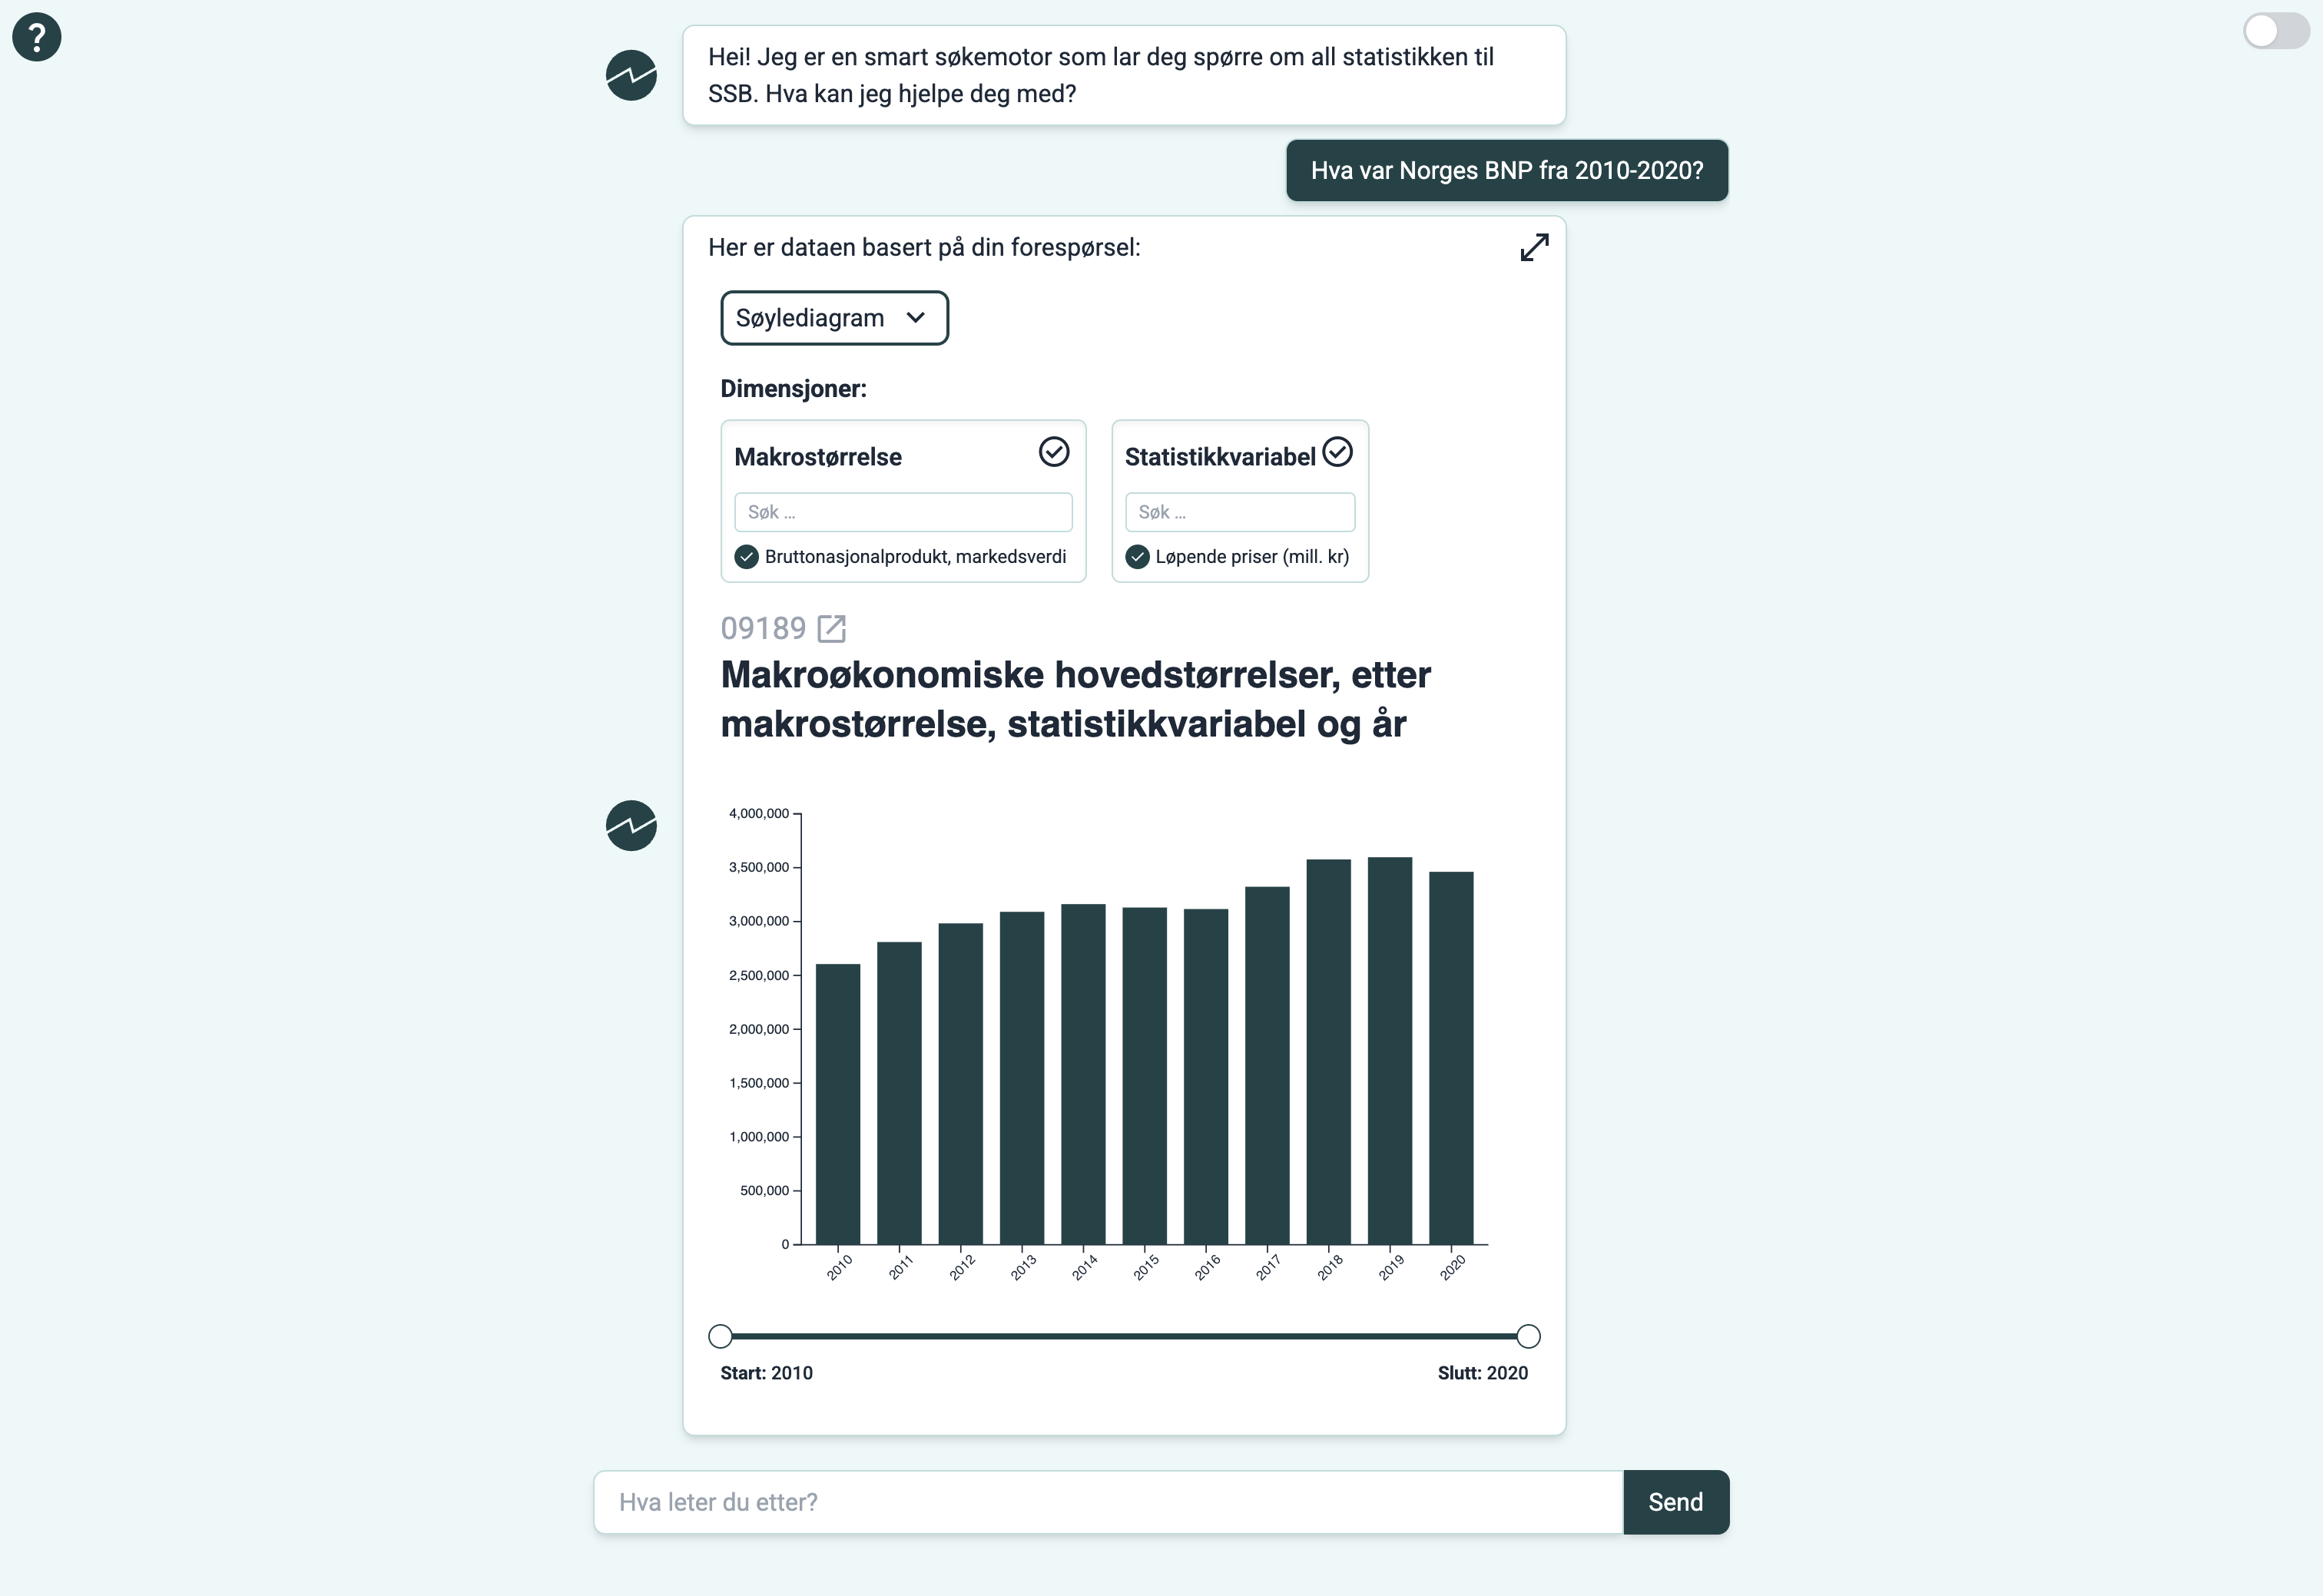 ?
Hei! Jeg er en smart søkemotor som lar deg spørre om all statistikken til
SSB. Hva kan jeg hjelpe deg med?
Hva var Norges BNP fra 2010-2020?
Her er dataen basert på din forespørsel:
Søylediagram
Dimensjoner:
Makrostørrelse
Søk ...
Bruttonasjonalprodukt, markedsverdi
Statistikkvariabel
Søk ...
Løpende priser (mill. kr)
09189
Makroøkonomiske hovedstørrelser, etter
makrostørrelse, statistikkvariabel og år
4,000,000
3,500,000
3,000,000
2,500,000
2,000,000
1,500,000
1,000,000
500,000
0
2010
2011
2012
2013
2014
2015
2016
2017
2018
2019
2020
Start: 2010
Slutt: 2020
Hva leter du etter?
Send